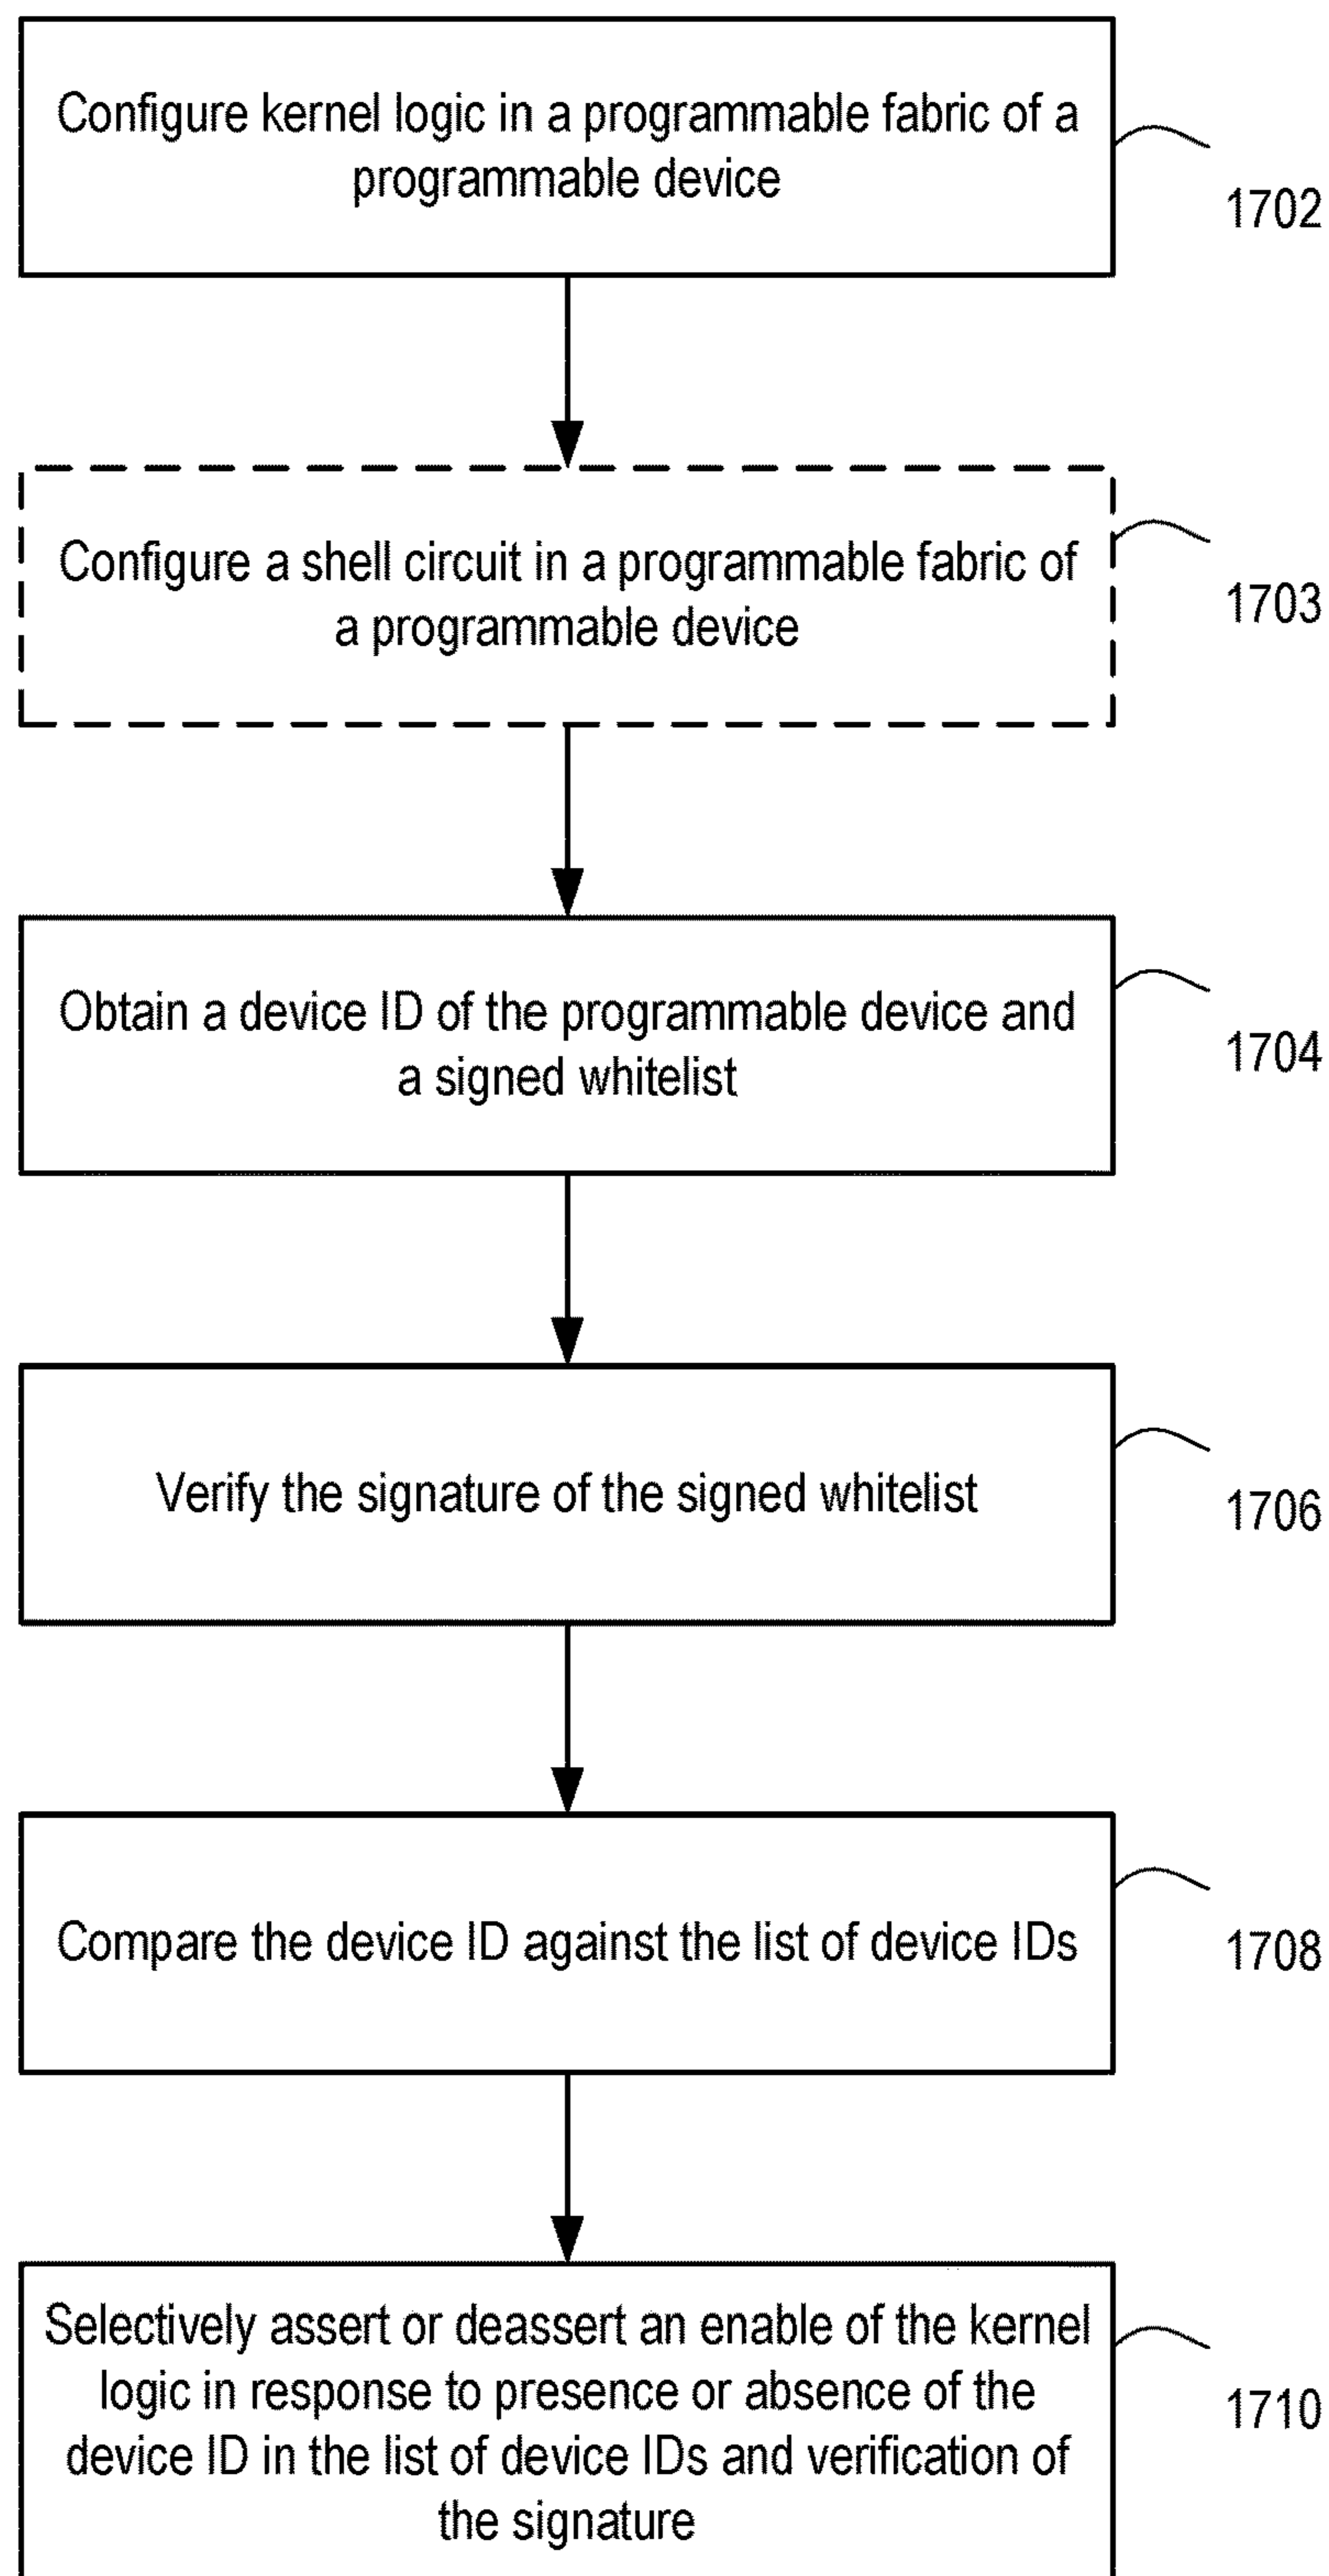 Configure kernel logic in a programmable fabric of a
programmable device
1702
Configure a shell circuit in a programmable fabric of
a programmable device
1703
Obtain a device ID of the programmable device and
a signed whitelist
1704
Verify the signature of the signed whitelist
1706
Compare the device ID against the list of device IDs
1708
Selectively assert or deassert an enable of the kernel
logic in response to presence or absence of the
device ID in the list of device IDs and verification of
the signature
1710